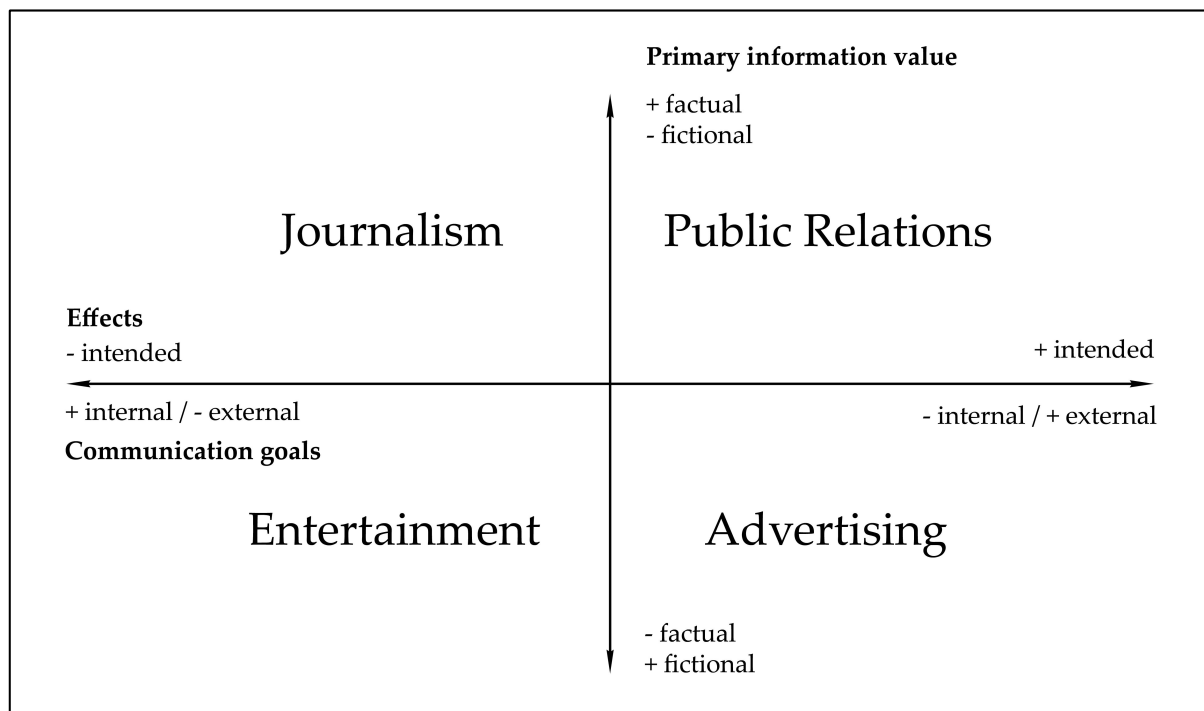 Primary information value
+ factual
- fictional
Journalism
Public Relations
Effects
- intended
+ intended
+ internal / - external
- internal / + external
Communication goals
Entertainment
Advertising
- factual
+ fictional